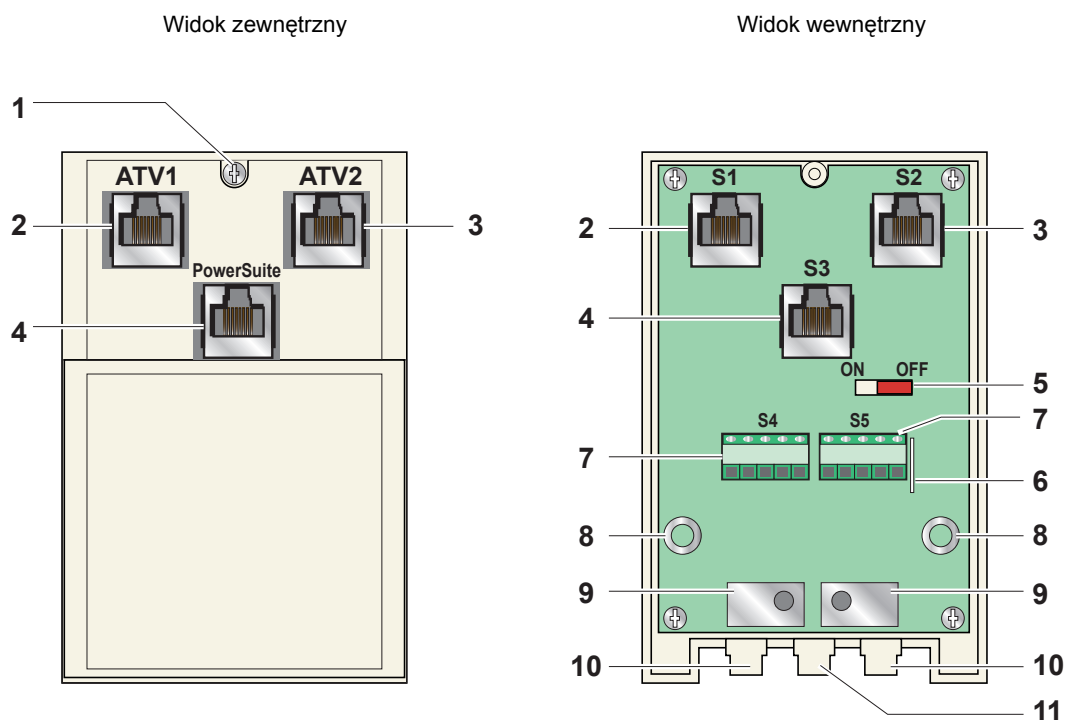 Widok zewnętrzny
Widok wewnętrzny
1
ATV1
ATV2
2
3
PowerSuite
4
S1
S2
2
3
S3
4
ON
OFF
5
S4
S5
7
7
6
8
8
9
9
10
10
11